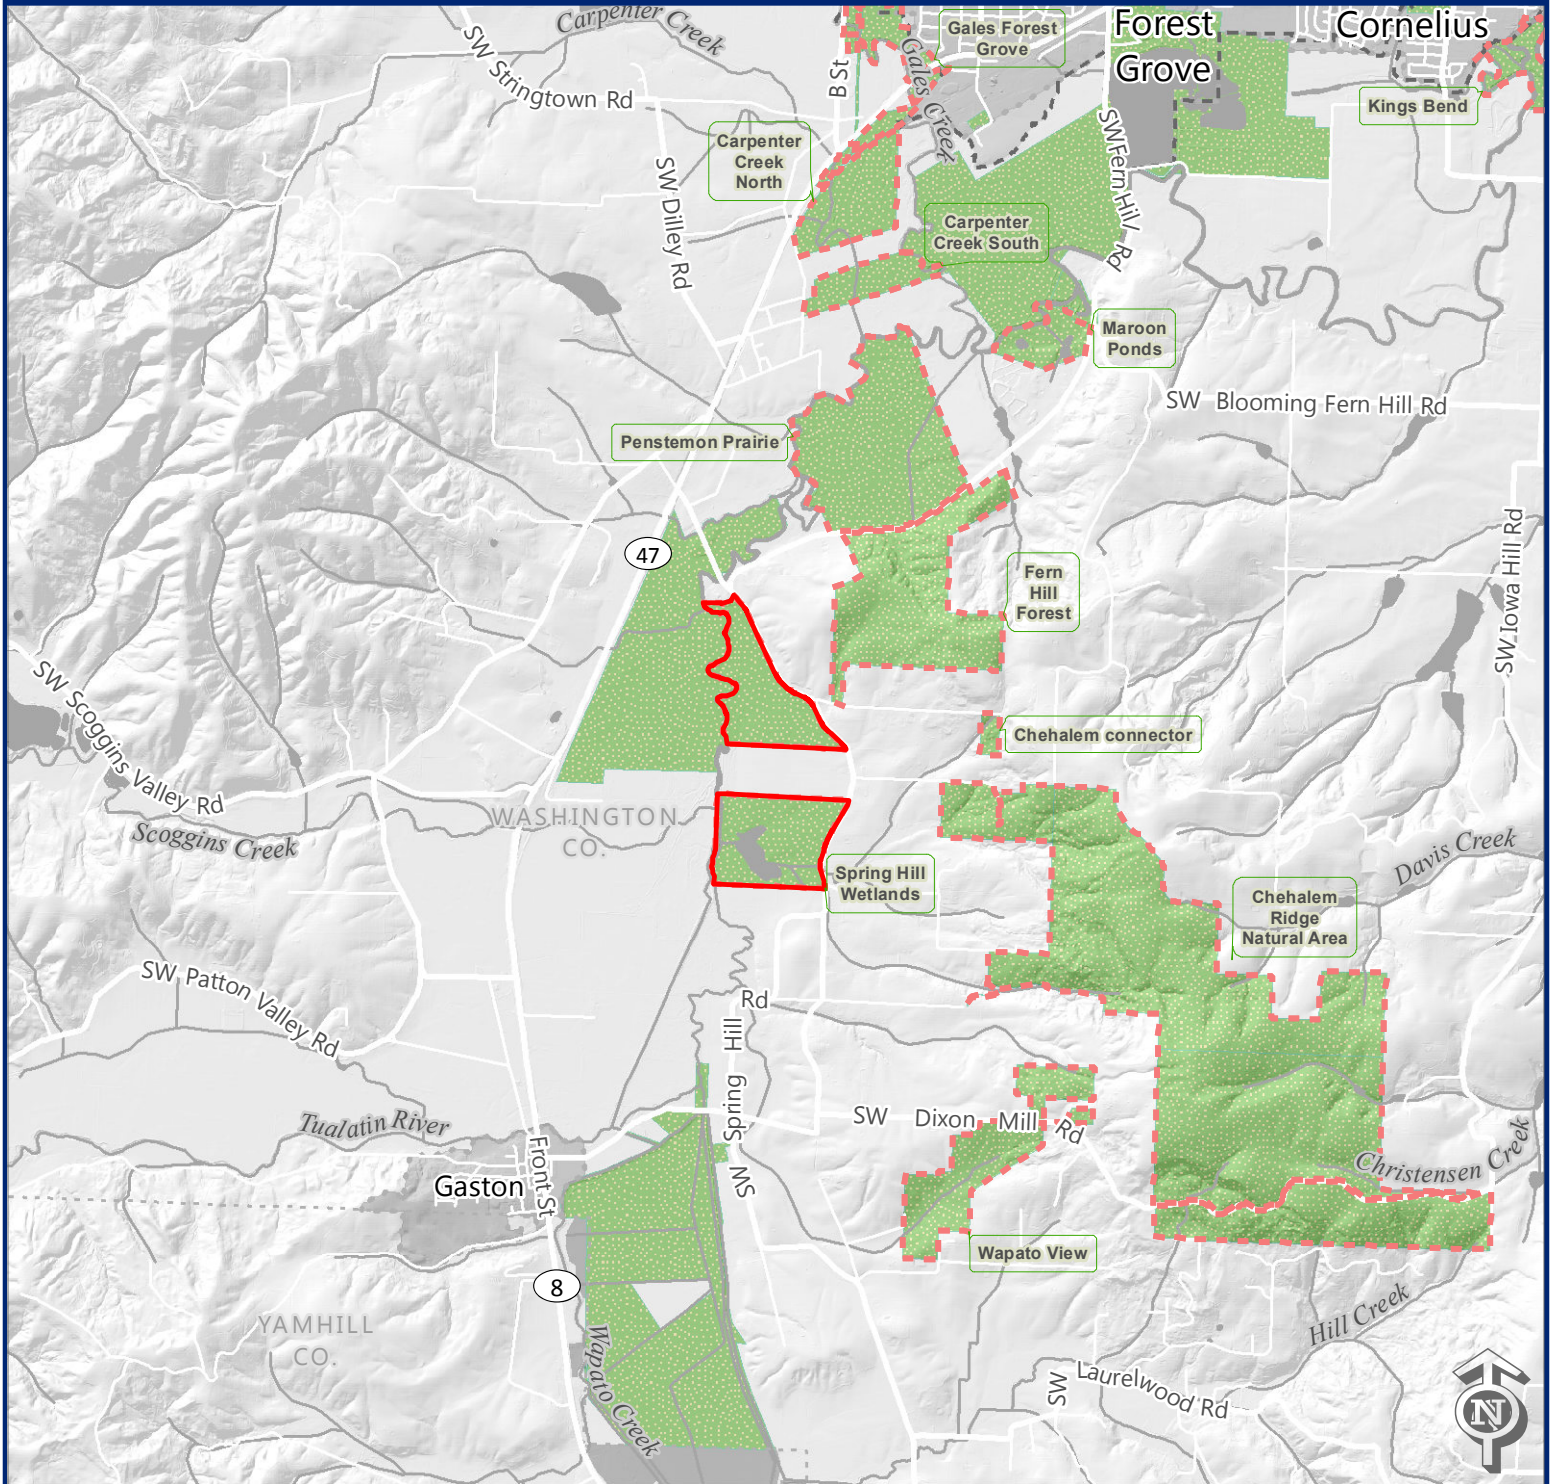 Carpenter Creek
Gales Forest
Grove
Forest
Grove
Cornelius
SW Stringtown Rd
B St
Gales Creek
Kings Bend
SW Fern Hill Rd
Carpenter
Creek
North
SW Dilley Rd
Carpenter
Creek South
Maroon
Ponds
SW Blooming Fern Hill Rd
Penstemon Prairie
47
Fern
Hill
Forest
SW Iowa Hill Rd
SW Scoggins Valley Rd
Chehalem connector
WASHINGTON
CO.
Scoggins Creek
Davis Creek
Spring Hill
Wetlands
Chehalem
Ridge
Natural Area
SW Patton Valley Rd
SW Spring Hill Rd
Tualatin River
SW Dixon Mill Rd
Front St
Christensen Creek
Gaston
Wapato View
8
YAMHILL
CO.
Hill Creek
Wapato Creek
SW Laurelwood Rd
N